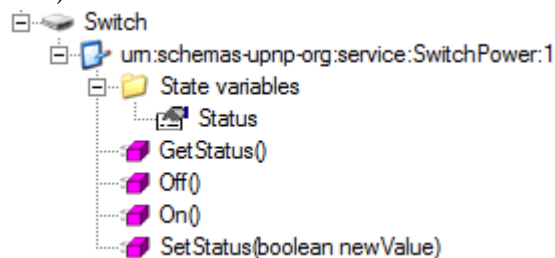 Switch
urn:schemas-upnp-org:service:SwitchPower:1
State variables
Status
GetStatus()
Off()
On()
SetStatus(boolean newValue)